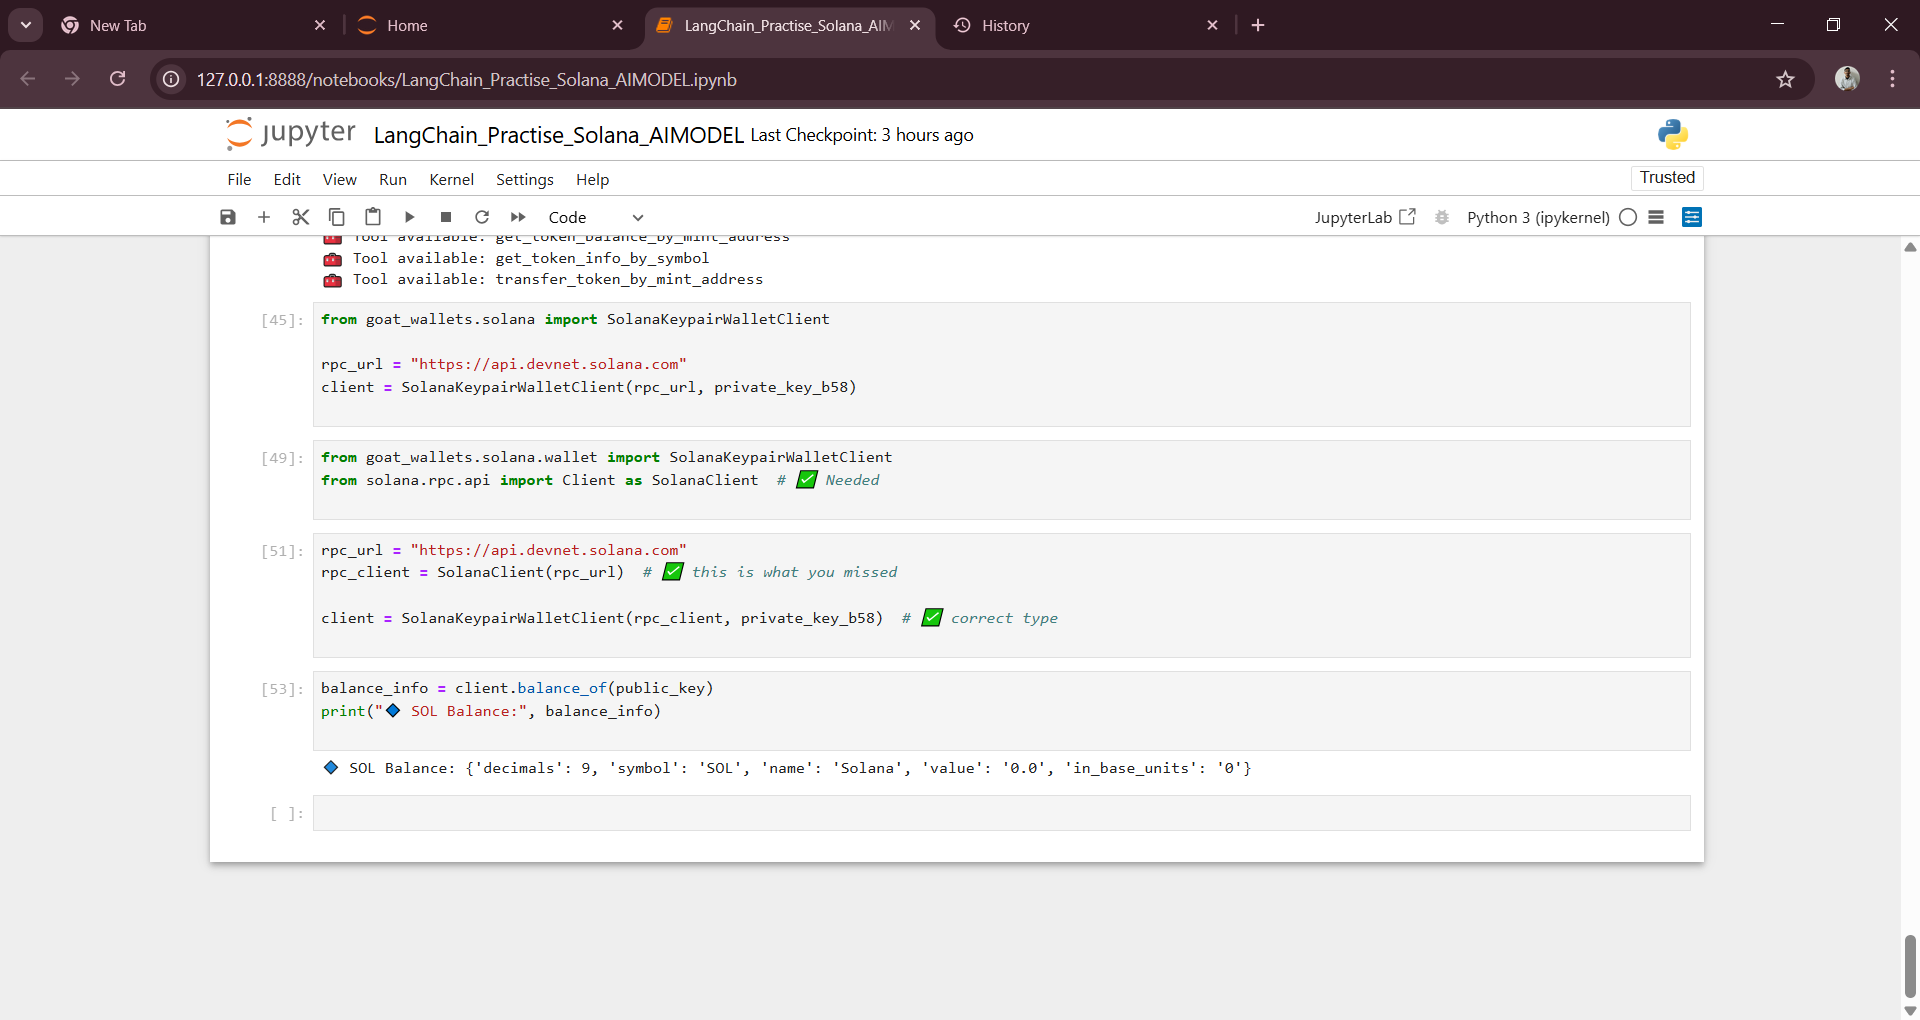 New Tab
Home
LangChain_Practise_Solana_AIM
History
127.0.0.1:8888/notebooks/LangChain_Practise_Solana_AIMODEL.ipynb
jupyter LangChain_Practise_Solana_AIMODEL Last Checkpoint: 3 hours ago
File Edit View Run Kernel Settings Help
Trusted
Code
JupyterLab
Python 3 (ipykernel)
🧰 Tool available: get_token_balance_by_mint_address
🧰 Tool available: get_token_info_by_symbol
🧰 Tool available: transfer_token_by_mint_address
[45]: from goat_wallets.solana import SolanaKeypairWalletClient
rpc_url = "https://api.devnet.solana.com"
client = SolanaKeypairWalletClient(rpc_url, private_key_b58)
[49]: from goat_wallets.solana.wallet import SolanaKeypairWalletClient
from solana.rpc.api import Client as SolanaClient # ✅ Needed
[51]: rpc_url = "https://api.devnet.solana.com"
rpc_client = SolanaClient(rpc_url) # ✅ this is what you missed
client = SolanaKeypairWalletClient(rpc_client, private_key_b58) # ✅ correct type
[53]: balance_info = client.balance_of(public_key)
print("🔷 SOL Balance:", balance_info)
🔷 SOL Balance: {'decimals': 9, 'symbol': 'SOL', 'name': 'Solana', 'value': '0.0', 'in_base_units': '0'}
[ ]: